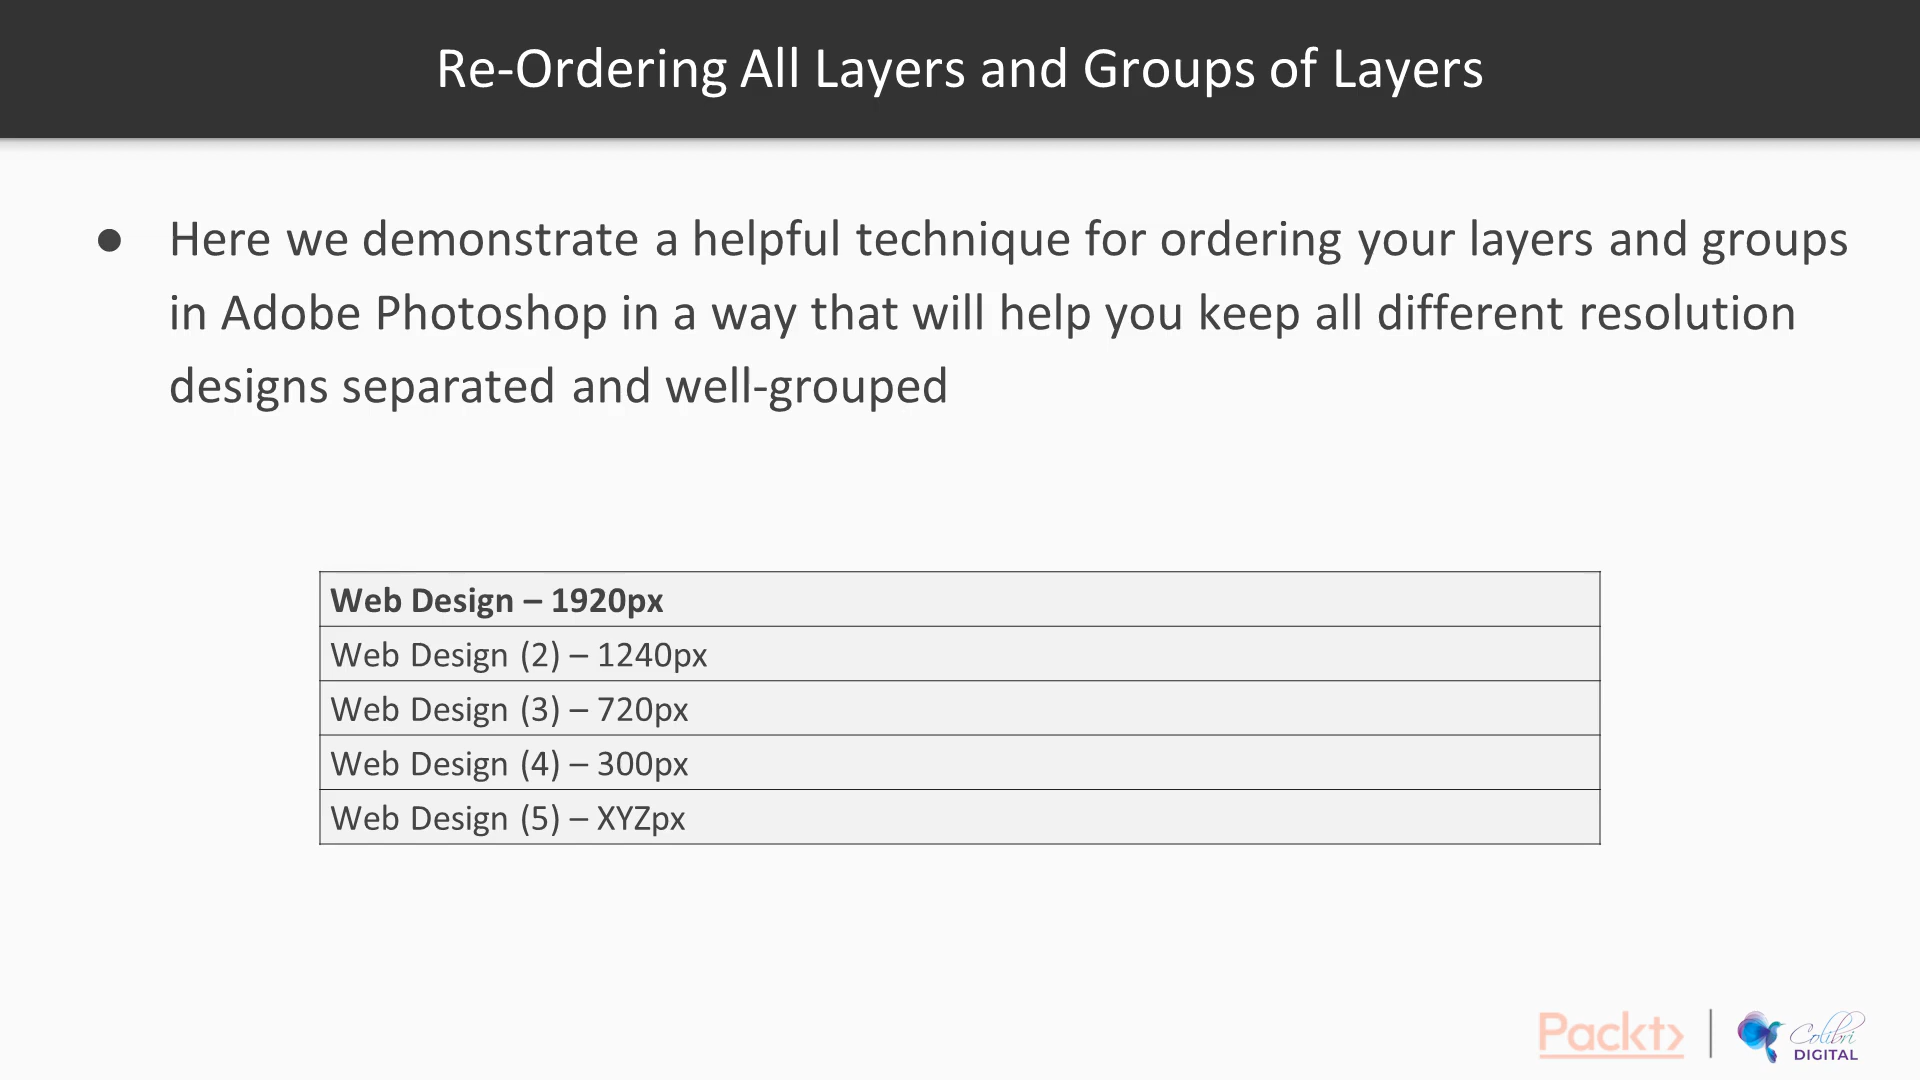 Re-Ordering All Layers and Groups of Layers
● Here we demonstrate a helpful technique for ordering your layers and groups
in Adobe Photoshop in a way that will help you keep all different resolution
designs separated and well-grouped
Web Design – 1920px
Web Design (2) – 1240px
Web Design (3) – 720px
Web Design (4) – 300px
Web Design (5) – XYZpx
Packt>
Colibri
DIGITAL